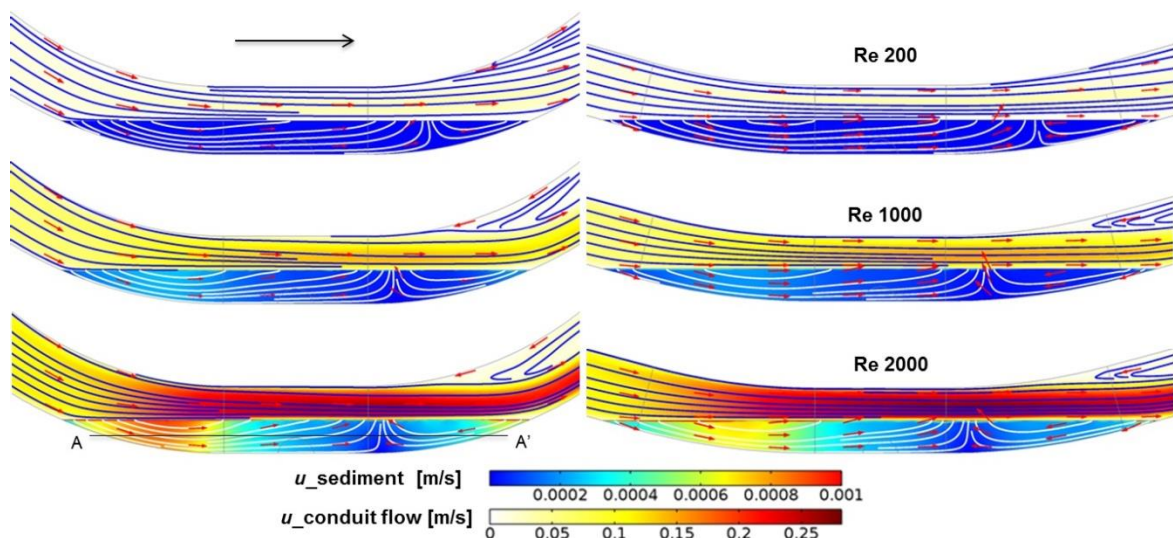 Re 200
Re 1000
Re 2000
A A'
u_sediment [m/s]
0.0002 0.0004 0.0006 0.0008 0.001
u_conduit flow [m/s]
0 0.05 0.1 0.15 0.2 0.25